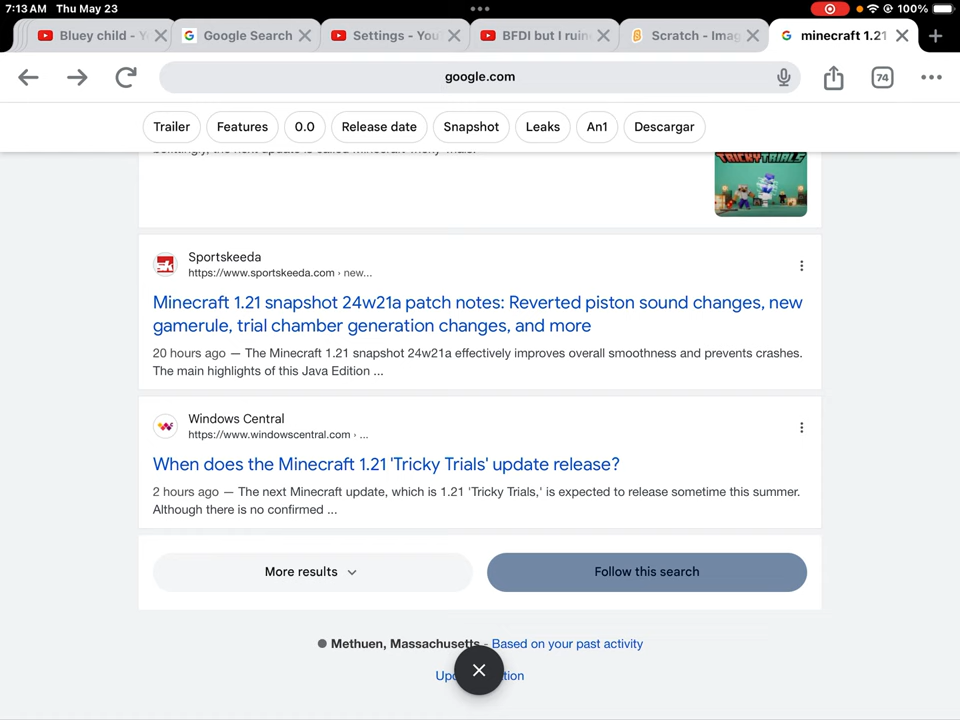 7:13 AM Thu May 23
100%
Bluey child - Y
Google Search
Settings - You
BFDI but I ruin
Scratch - Imag
minecraft 1.21
google.com
74
Trailer
Features
0.0
Release date
Snapshot
Leaks
An1
Descargar
TRICKY TRIALS
Sportskeeda
https://www.sportskeeda.com › new...
Minecraft 1.21 snapshot 24w21a patch notes: Reverted piston sound changes, new
gamerule, trial chamber generation changes, and more
20 hours ago — The Minecraft 1.21 snapshot 24w21a effectively improves overall smoothness and prevents crashes.
The main highlights of this Java Edition ...
Windows Central
https://www.windowscentral.com › ...
When does the Minecraft 1.21 'Tricky Trials' update release?
2 hours ago — The next Minecraft update, which is 1.21 'Tricky Trials,' is expected to release sometime this summer.
Although there is no confirmed ...
More results
Follow this search
Methuen, Massachusetts - Based on your past activity